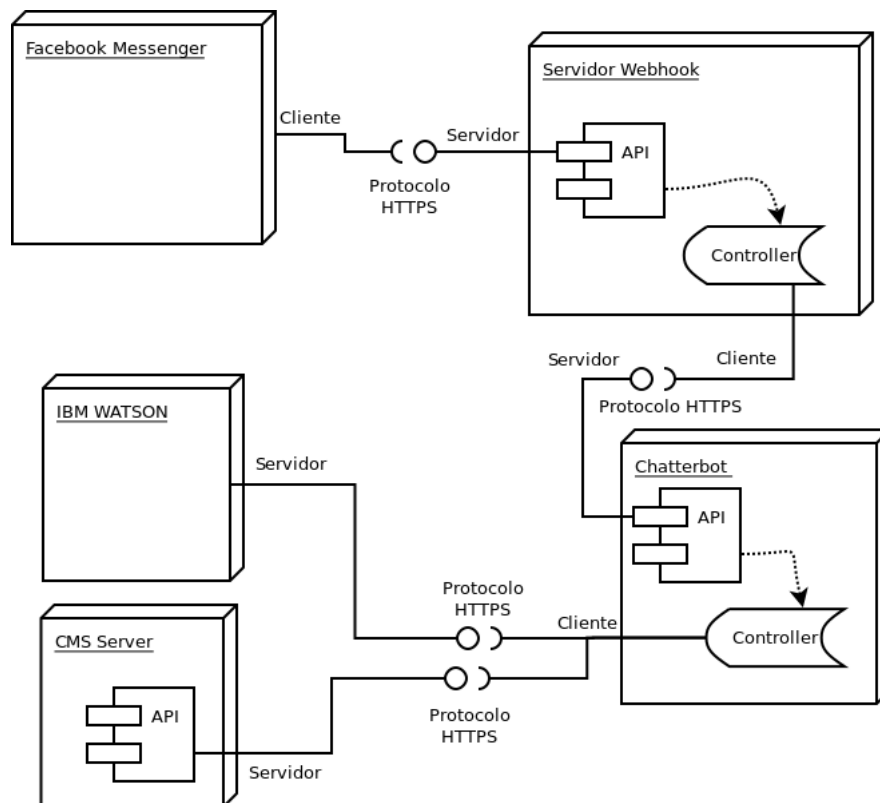 Facebook Messenger
Cliente
Servidor
Protocolo
HTTPS
Servidor Webhook
API
Controller
Servidor
Cliente
Protocolo HTTPS
IBM WATSON
Servidor
Chatterbot
API
Controller
Protocolo
HTTPS
Cliente
CMS Server
API
Servidor
Protocolo
HTTPS